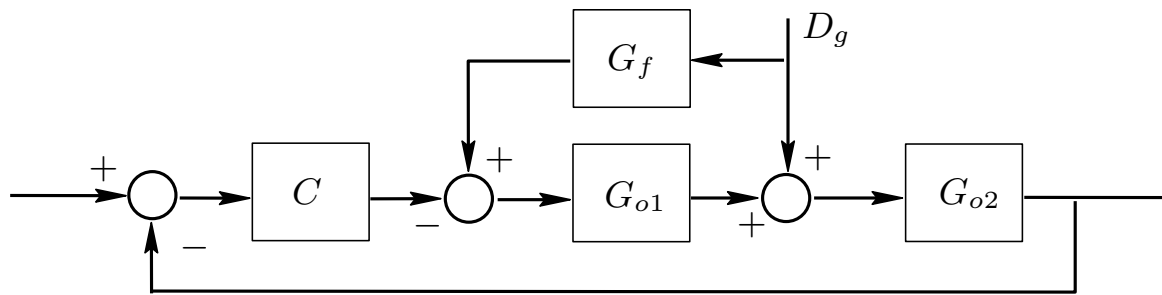 D_g
G_f
+
+
+
C
−
G_{o1}
+
G_{o2}
−